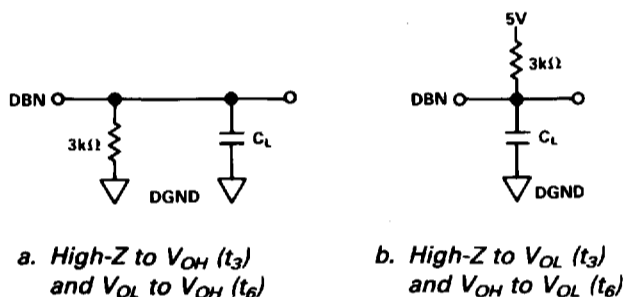 DBN
3kΩ
C_L
DGND
a. High-Z to V_OH (t_3)
and V_OL to V_OH (t_6)
5V
3kΩ
DBN
C_L
DGND
b. High-Z to V_OL (t_3)
and V_OH to V_OL (t_6)